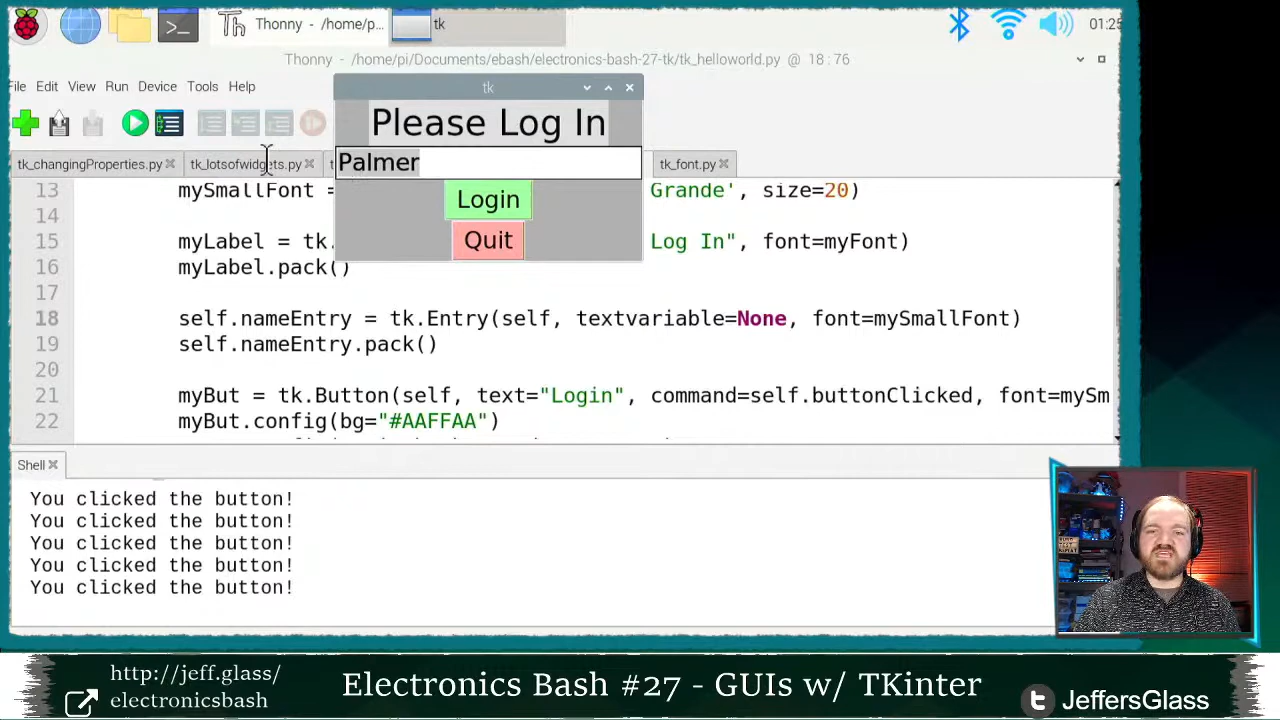 Thonny - /home/p...
tk
01:25
Thonny - /home/pi/Documents/ebash/electronics-bash-27-tk/tk_helloworld.py @ 18 : 76
File Edit View Run Device Tools Help
tk
Please Log In
Palmer
Login
Quit
tk_changingProperties.py
tk_lotsofwidgets.py
tk_font.py
13 mySmallFont = Grande', size=20)
14
15 myLabel = tk. Log In", font=myFont)
16 myLabel.pack()
17
18 self.nameEntry = tk.Entry(self, textvariable=None, font=mySmallFont)
19 self.nameEntry.pack()
20
21 myBut = tk.Button(self, text="Login", command=self.buttonClicked, font=mySm
22 myBut.config(bg="#AAFFAA")
Shell
You clicked the button!
You clicked the button!
You clicked the button!
You clicked the button!
You clicked the button!
http://jeff.glass/
electronicsbash
Electronics Bash #27 - GUIs w/ TKinter
JeffersGlass